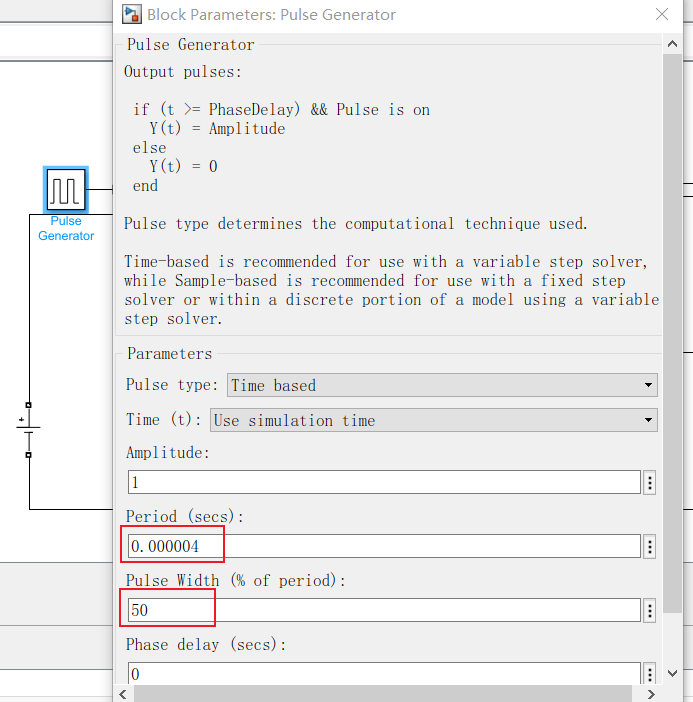 Block Parameters: Pulse Generator
Pulse Generator
Output pulses:
if (t >= PhaseDelay) && Pulse is on
Y(t) = Amplitude
else
Y(t) = 0
end
Pulse type determines the computational technique used.
Time-based is recommended for use with a variable step solver,
while Sample-based is recommended for use with a fixed step
solver or within a discrete portion of a model using a variable
step solver.
Parameters
Pulse type: Time based
Time (t): Use simulation time
Amplitude:
1
Period (secs):
0.000004
Pulse Width (% of period):
50
Phase delay (secs):
0
Pulse
Generator
+